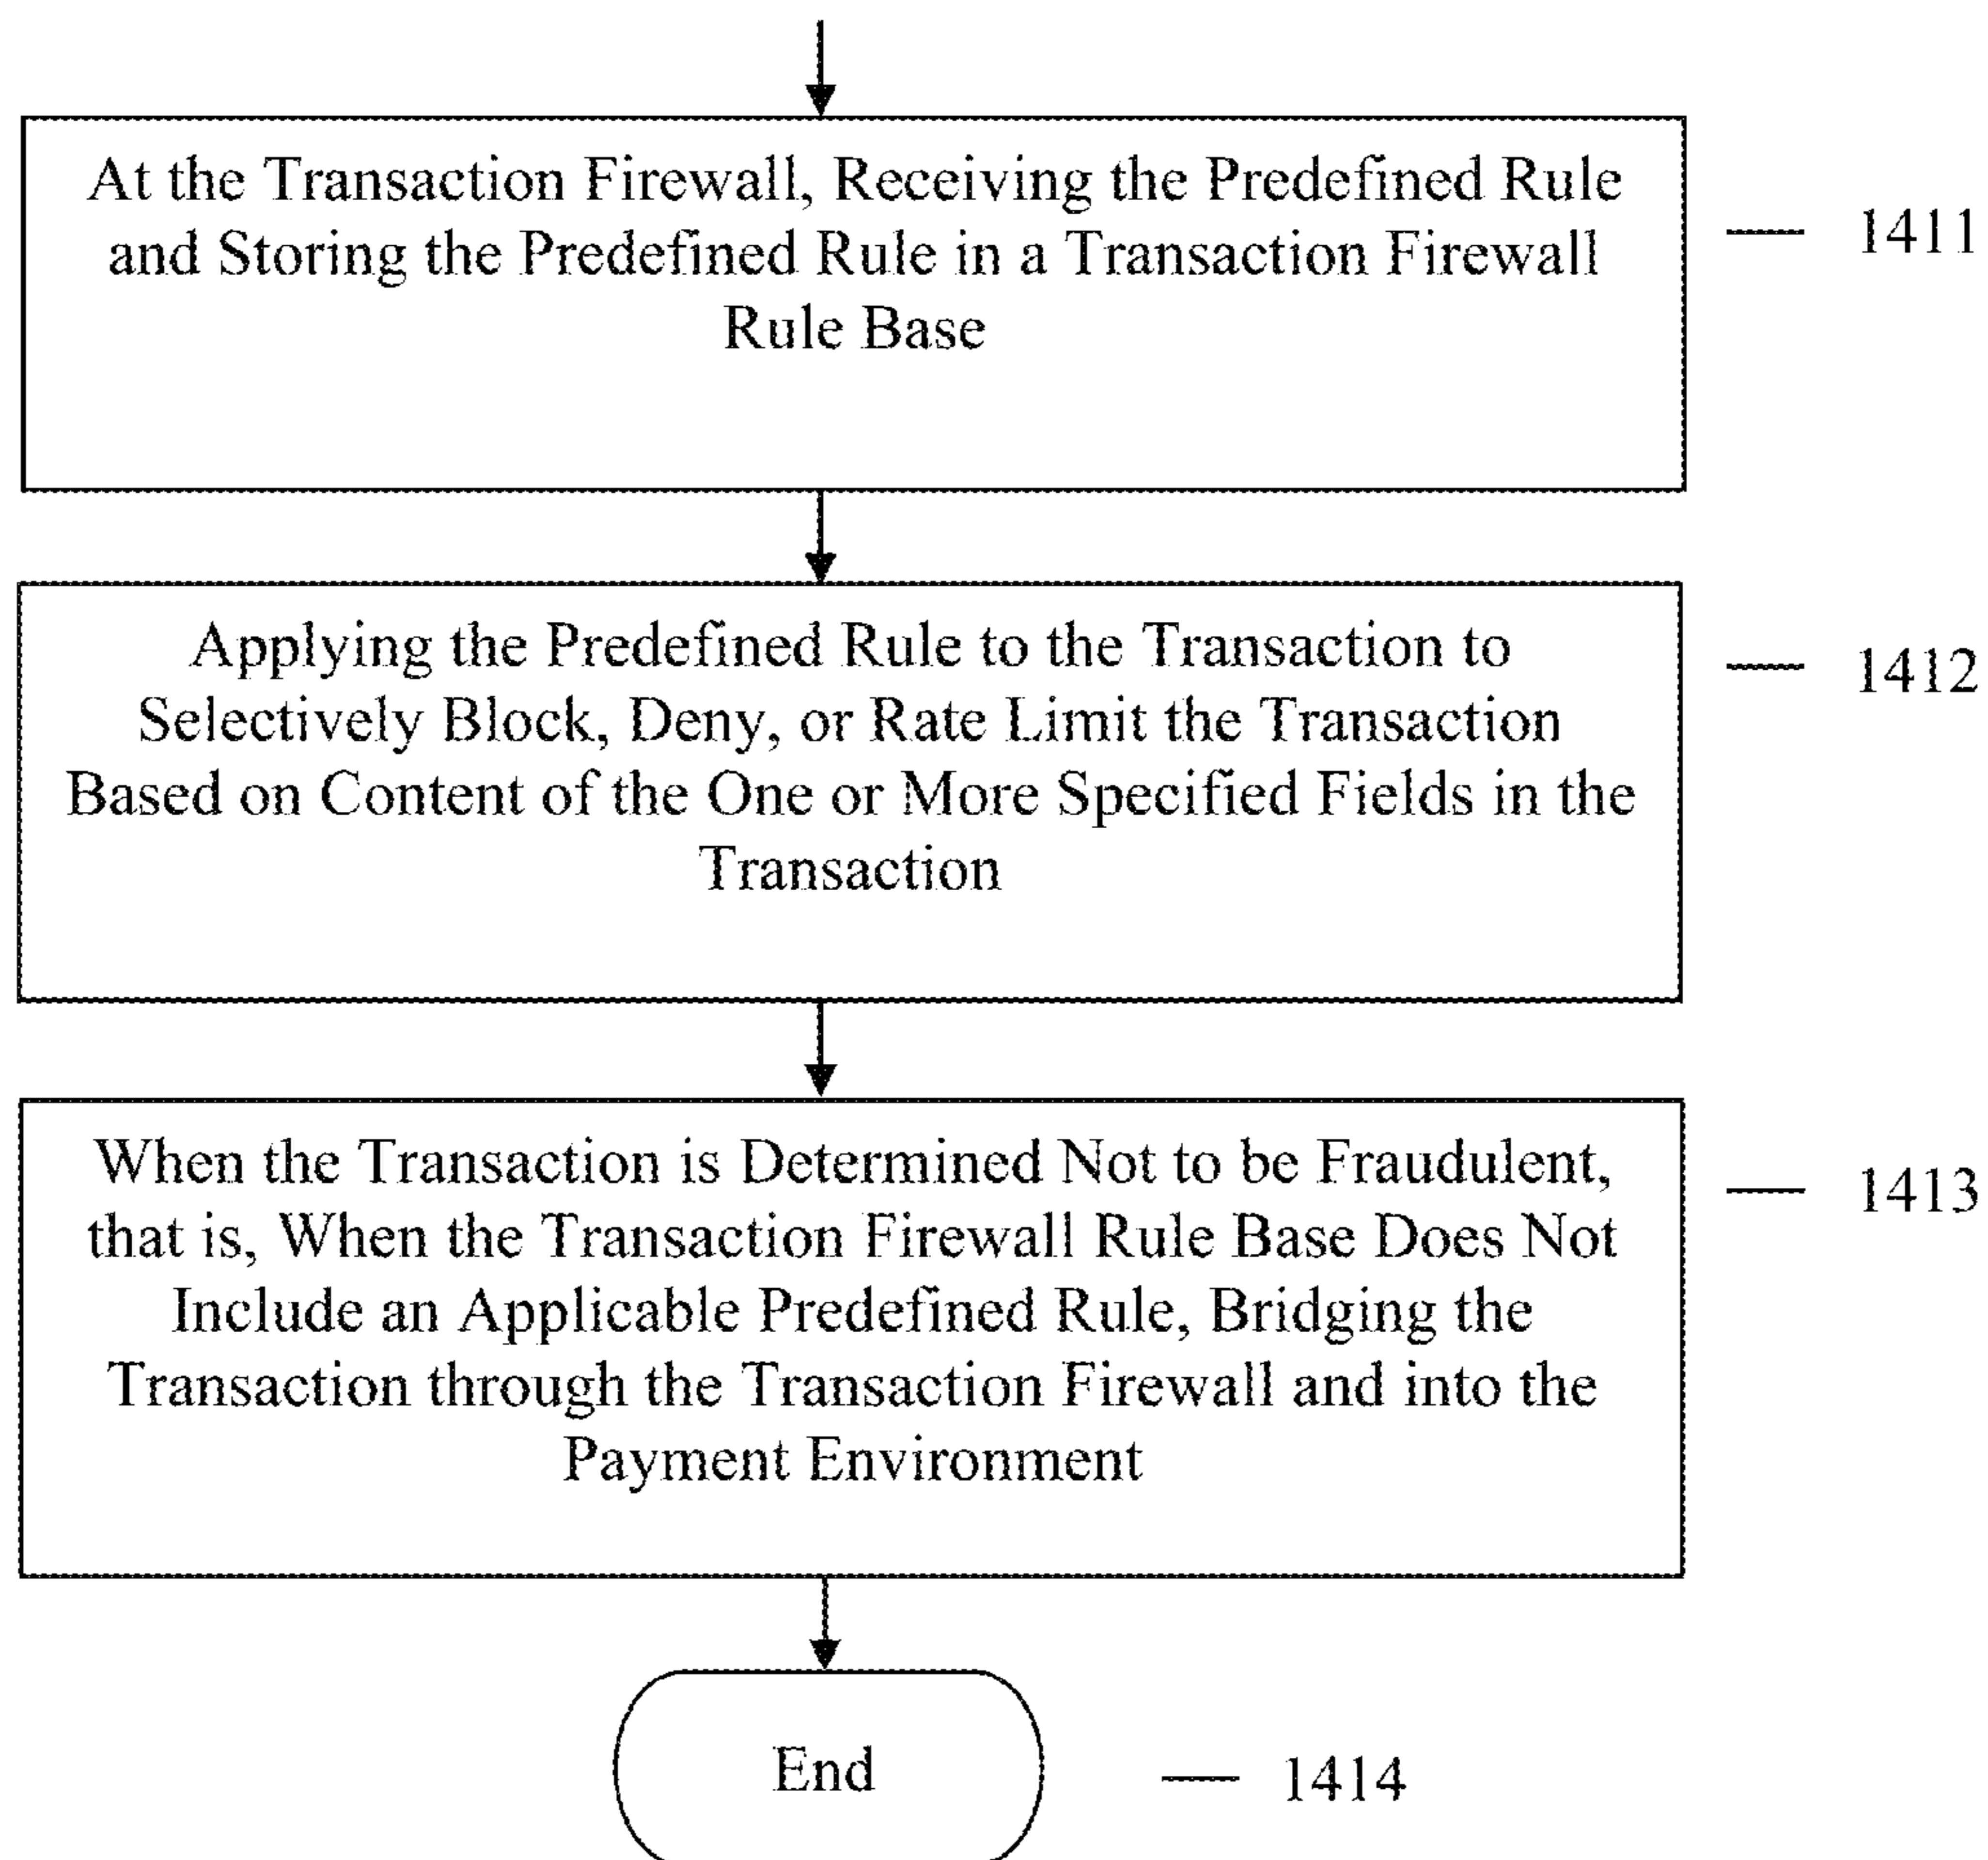 At the Transaction Firewall, Receiving the Predefined Rule
and Storing the Predefined Rule in a Transaction Firewall
Rule Base
1411
Applying the Predefined Rule to the Transaction to
Selectively Block, Deny, or Rate Limit the Transaction
Based on Content of the One or More Specified Fields in the
Transaction
1412
When the Transaction is Determined Not to be Fraudulent,
that is, When the Transaction Firewall Rule Base Does Not
Include an Applicable Predefined Rule, Bridging the
Transaction through the Transaction Firewall and into the
Payment Environment
1413
End
1414